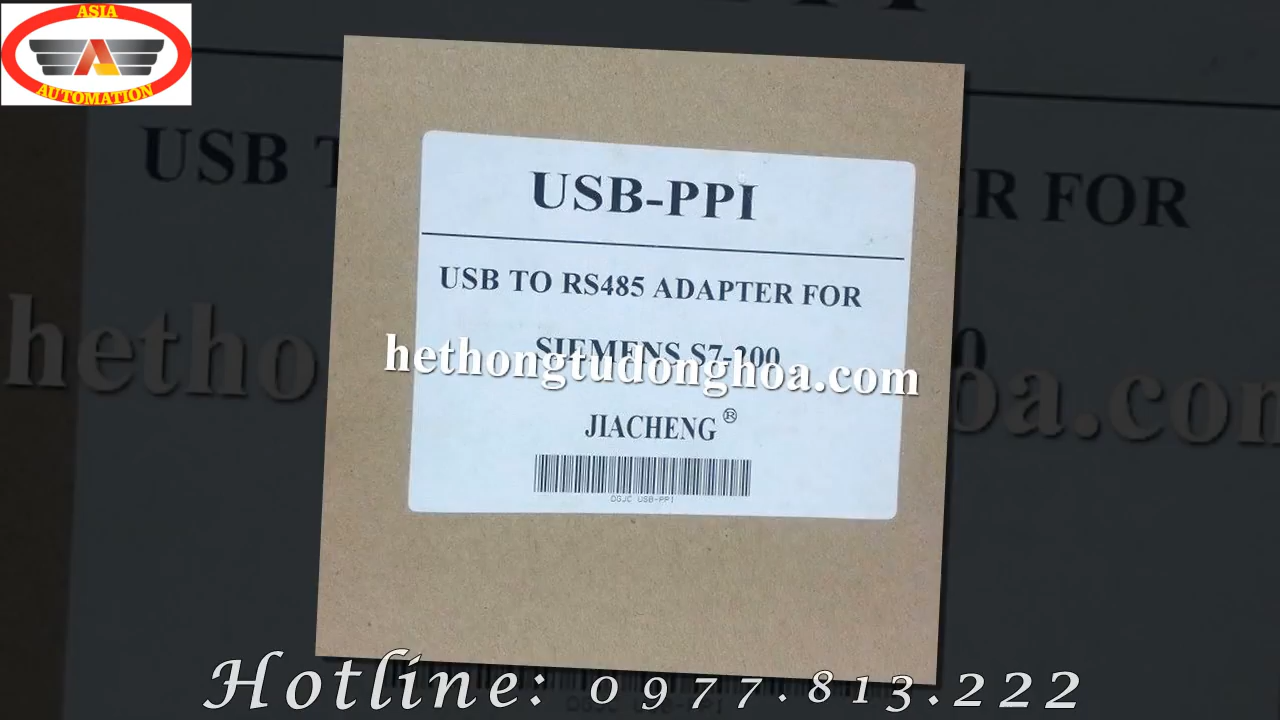 ASIA
AUTOMATION
USB-PPI
USB TO RS485 ADAPTER FOR
SIEMENS S7-200
hethongtudonghoa.com
JIACHENG ®
DGJC USB-PPI
Hotline: 0977.813.222